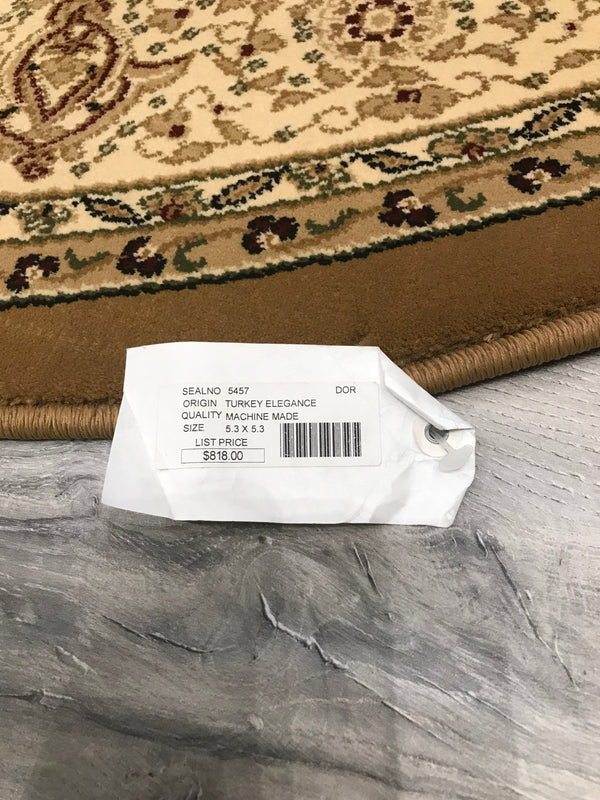 SEALNO 5457 DOR
ORIGIN TURKEY ELEGANCE
QUALITY MACHINE MADE
SIZE 5.3 X 5.3
LIST PRICE
$818.00